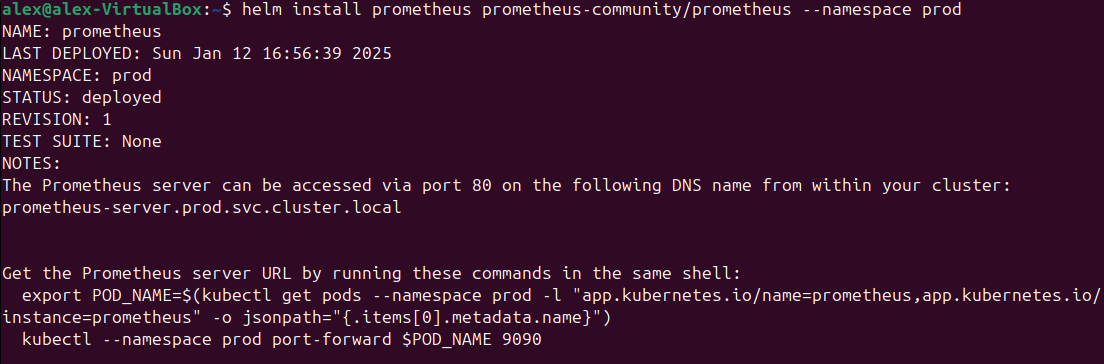 alex@alex-VirtualBox:~$ helm install prometheus prometheus-community/prometheus --namespace prod
NAME: prometheus
LAST DEPLOYED: Sun Jan 12 16:56:39 2025
NAMESPACE: prod
STATUS: deployed
REVISION: 1
TEST SUITE: None
NOTES:
The Prometheus server can be accessed via port 80 on the following DNS name from within your cluster:
prometheus-server.prod.svc.cluster.local
Get the Prometheus server URL by running these commands in the same shell:
  export POD_NAME=$(kubectl get pods --namespace prod -l "app.kubernetes.io/name=prometheus,app.kubernetes.io/
instance=prometheus" -o jsonpath="{.items[0].metadata.name}")
  kubectl --namespace prod port-forward $POD_NAME 9090